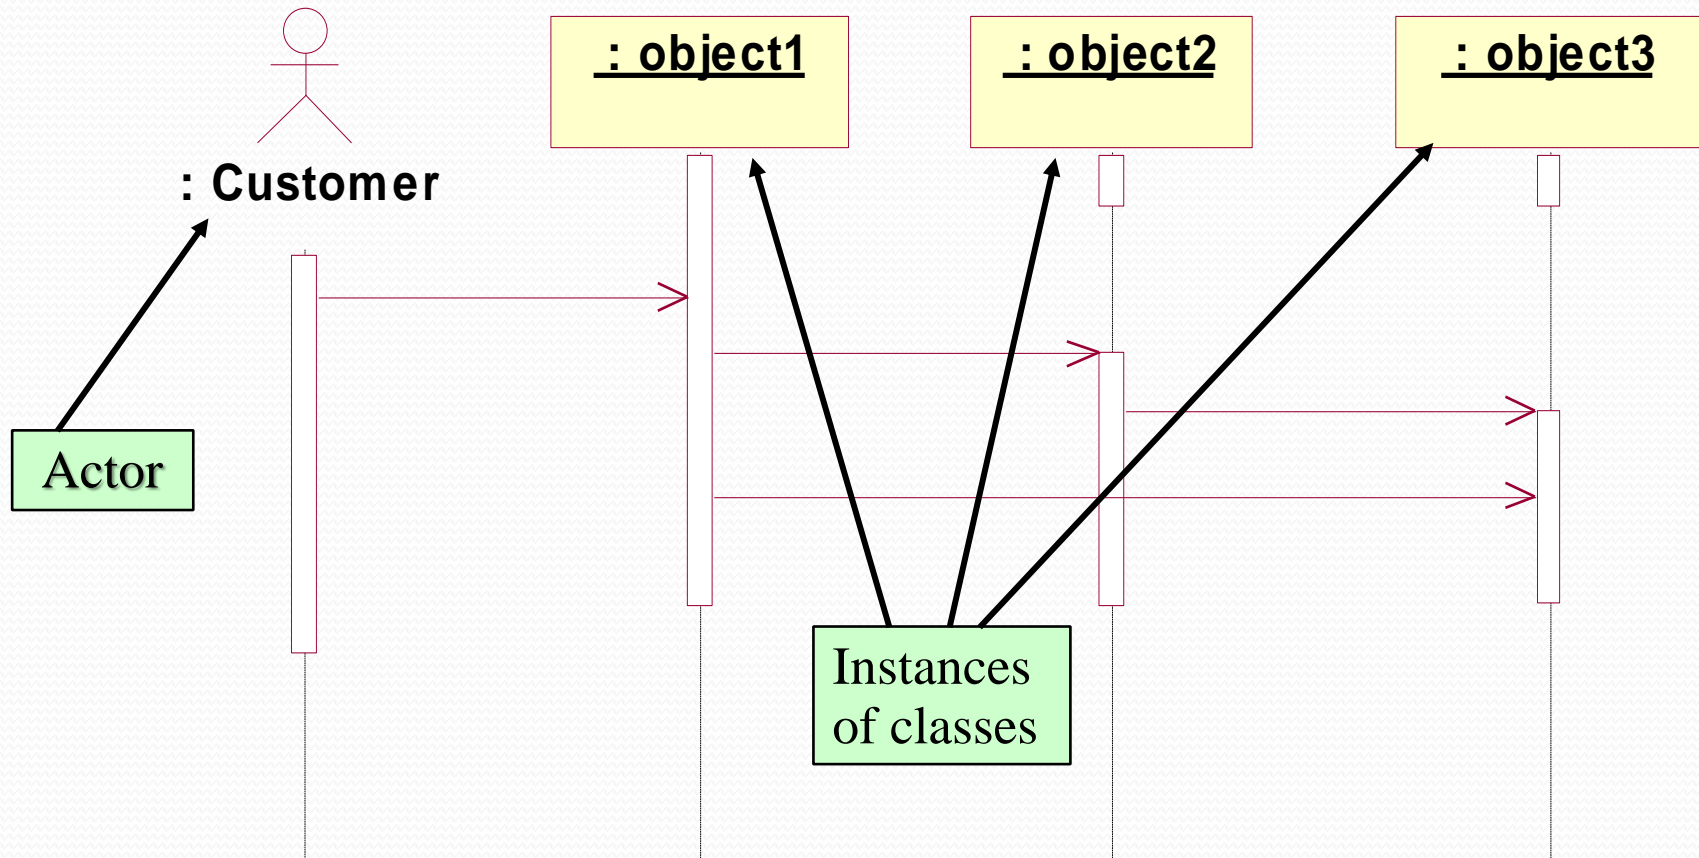 : object1
: object2
: object3
: Customer
Actor
Instances
of classes